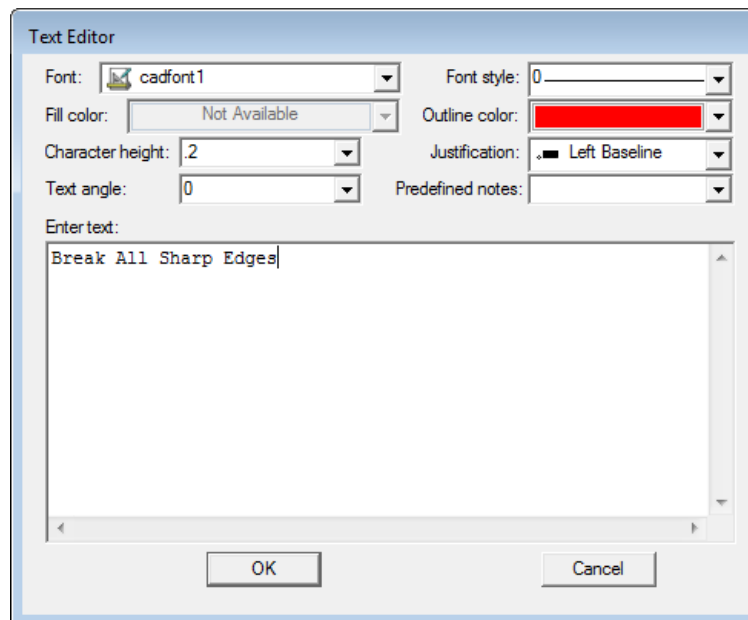 Text Editor
Font: cadfont1 Font style: 0
Fill color: Not Available Outline color:
Character height: .2 Justification: Left Baseline
Text angle: 0 Predefined notes:
Enter text:
Break All Sharp Edges
OK Cancel